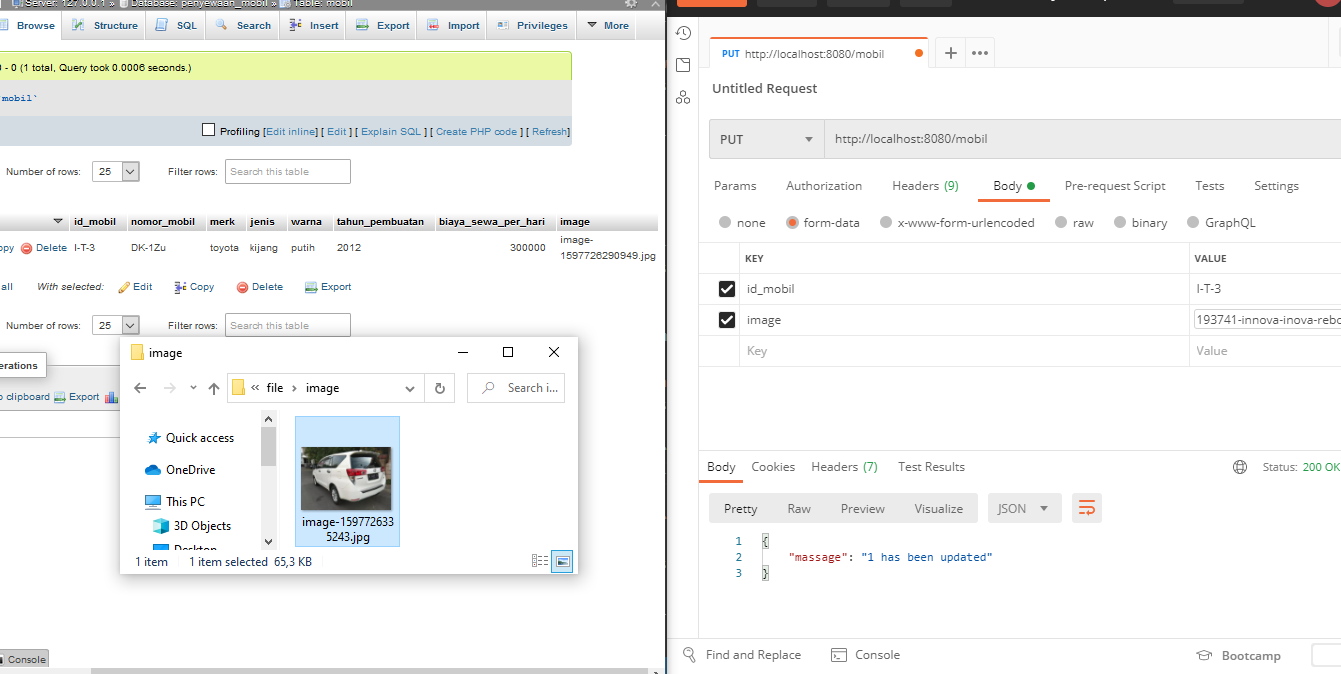 Server: 127.0.0.1 » Database: penyewaan_mobil » Table: mobil
Browse Structure SQL Search Insert Export Import Privileges More
0 - 0 (1 total, Query took 0.0006 seconds.)
`mobil`
Profiling [Edit inline] [ Edit ] [ Explain SQL ] [ Create PHP code ] [ Refresh]
Number of rows: 25 Filter rows: Search this table
id_mobil nomor_mobil merk jenis warna tahun_pembuatan biaya_sewa_per_hari image
opy Delete I-T-3 DK-1Zu toyota kijang putih 2012 300000 image-
1597726290949.jpg
all With selected: Edit Copy Delete Export
Number of rows: 25 Filter rows: Search this table
erations
o clipboard Export
Console
image
« file › image
Search i...
Quick access
OneDrive
This PC
3D Objects
Desktop
image-159772633
5243.jpg
1 item 1 item selected 65,3 KB
PUT http://localhost:8080/mobil
Untitled Request
PUT http://localhost:8080/mobil
Params Authorization Headers (9) Body Pre-request Script Tests Settings
none form-data x-www-form-urlencoded raw binary GraphQL
KEY VALUE
id_mobil I-T-3
image 193741-innova-inova-rebo
Key Value
Body Cookies Headers (7) Test Results Status: 200 OK
Pretty Raw Preview Visualize JSON
1 {
2 "massage": "1 has been updated"
3 }
Find and Replace Console Bootcamp